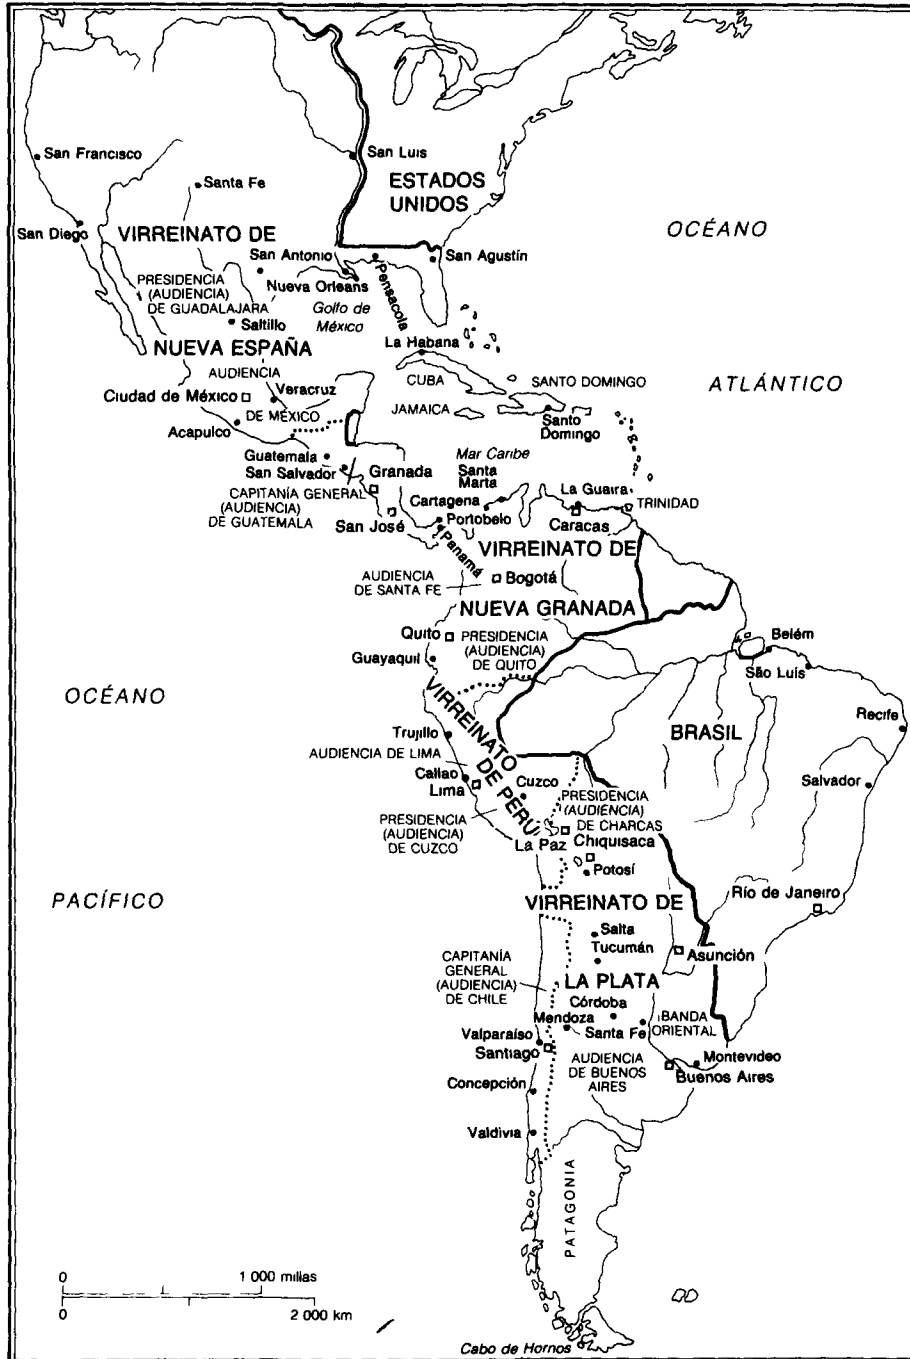 San Francisco
San Luis
Santa Fe
ESTADOS
UNIDOS
San Diego
VIRREINATO DE
OCÉANO
San Antonio
San Agustín
PRESIDENCIA
(AUDIENCIA)
DE GUADALAJARA
Nueva Orleans
Pensacola
Golfo de
México
Saltillo
NUEVA ESPAÑA
La Habana
AUDIENCIA
CUBA
SANTO DOMINGO
ATLÁNTICO
Ciudad de México
Veracruz
DE MÉXICO
JAMAICA
Santo
Domingo
Acapulco
Guatemala
San Salvador
Mar Caribe
Santa
Marta
Granada
CAPITANÍA GENERAL
(AUDIENCIA)
DE GUATEMALA
Cartagena
La Guaira
TRINIDAD
San José
Portobelo
Caracas
Panamá
VIRREINATO DE
AUDIENCIA
DE SANTA FE
Bogotá
NUEVA GRANADA
Quito
PRESIDENCIA
(AUDIENCIA)
DE QUITO
Belém
Guayaquil
São Luís
OCÉANO
VIRREINATO
DE PERÚ
Recife
Trujillo
BRASIL
AUDIENCIA DE LIMA
Callao
Lima
Cuzco
Salvador
PRESIDENCIA
(AUDIENCIA)
DE CUZCO
PRESIDENCIA
(AUDIENCIA)
DE CHARCAS
La Paz
Chiquisaca
Potosí
PACÍFICO
VIRREINATO DE
Río de Janeiro
Salta
Tucumán
Asunción
CAPITANÍA
GENERAL
(AUDIENCIA)
DE CHILE
LA PLATA
Córdoba
Mendoza
Santa Fe
BANDA
ORIENTAL
Valparaíso
Santiago
AUDIENCIA
DE BUENOS
AIRES
Montevideo
Buenos Aires
Concepción
Valdivia
PATAGONIA
0
1 000 millas
0
2 000 km
Cabo de Hornos